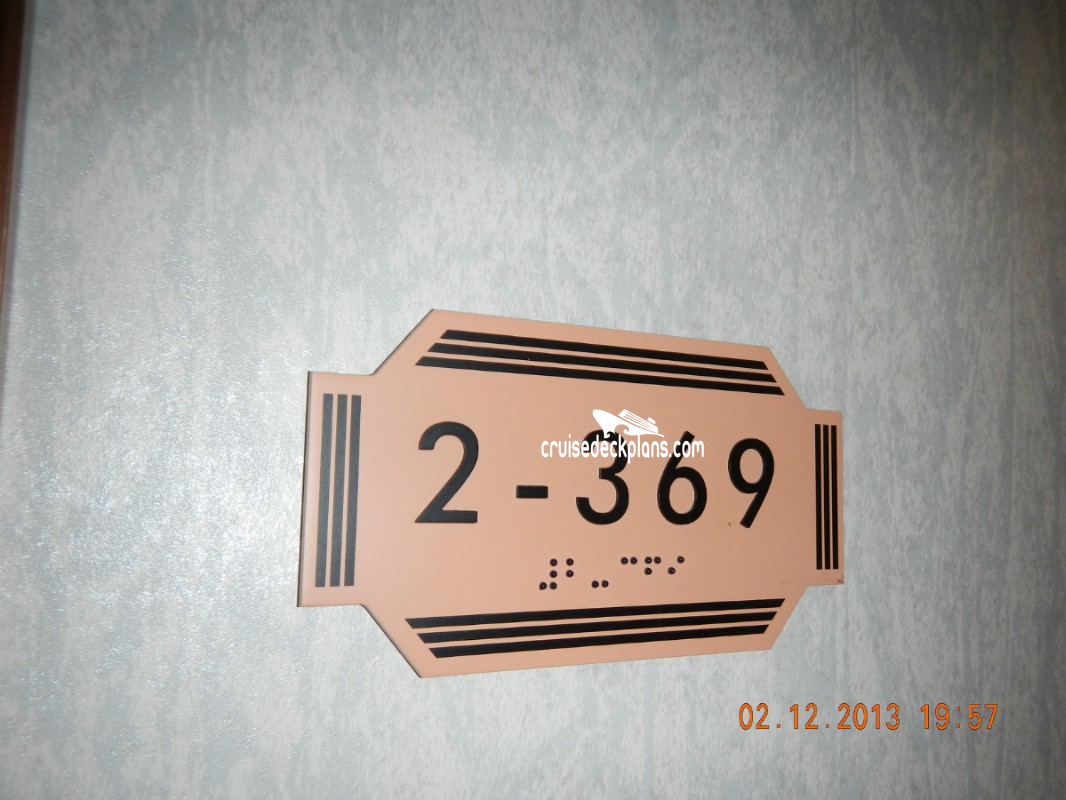 2-369
cruisedeckplans.com
⠼⠃⠤⠉⠋⠊
02.12.2013 19:57